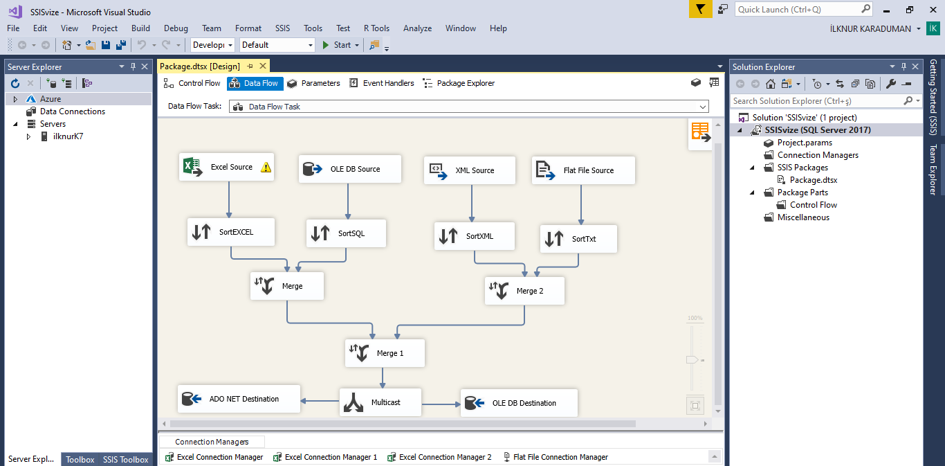 SSISvize - Microsoft Visual Studio
Quick Launch (Ctrl+Q)
File Edit View Project Build Debug Team Format SSIS Tools Test R Tools Analyze Window Help
İLKNUR KARADUMAN İK
Develop Default Start
Server Explorer
Azure
Data Connections
Servers
ilknurK7
Package.dtsx [Design]
Control Flow Data Flow Parameters Event Handlers Package Explorer
Data Flow Task: Data Flow Task
Excel Source OLE DB Source XML Source Flat File Source
SortEXCEL SortSQL SortXML SortTxt
Merge Merge 2
100%
Merge 1
ADO NET Destination Multicast OLE DB Destination
Connection Managers
Excel Connection Manager Excel Connection Manager 1 Excel Connection Manager 2 Flat File Connection Manager
Server Expl... Toolbox SSIS Toolbox
Solution Explorer
Search Solution Explorer (Ctrl+ş)
Solution 'SSISvize' (1 project)
SSISvize (SQL Server 2017)
Project.params
Connection Managers
SSIS Packages
Package.dtsx
Package Parts
Control Flow
Miscellaneous
Getting Started (SSIS)
Team Explorer